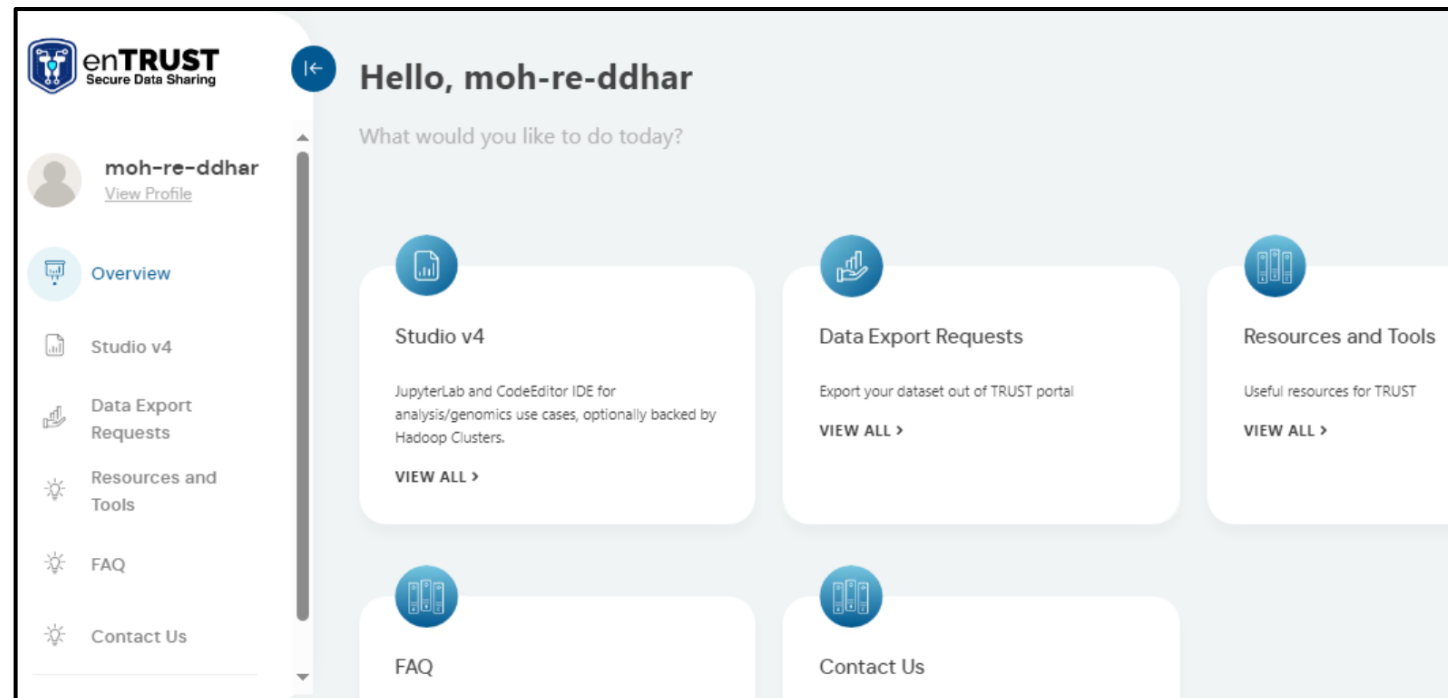 enTRUST
Secure Data Sharing
moh-re-ddhar
View Profile
Overview
Studio v4
Data Export
Requests
Resources and
Tools
FAQ
Contact Us
Hello, moh-re-ddhar
What would you like to do today?
Studio v4
JupyterLab and CodeEditor IDE for
analysis/genomics use cases, optionally backed by
Hadoop Clusters.
VIEW ALL >
Data Export Requests
Export your dataset out of TRUST portal
VIEW ALL >
Resources and Tools
Useful resources for TRUST
VIEW ALL >
FAQ
Contact Us